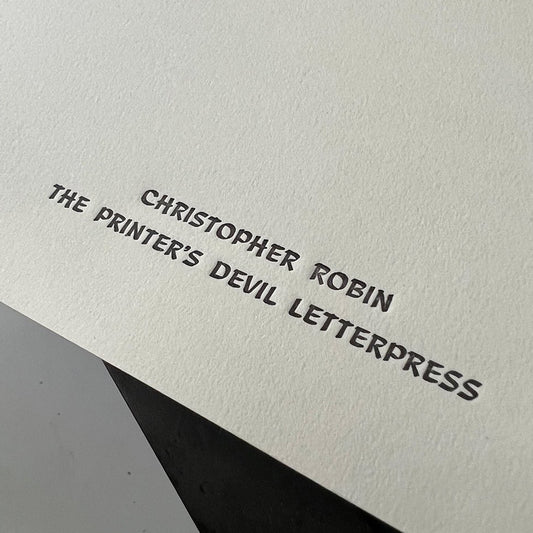 CHRISTOPHER ROBIN
THE PRINTER'S DEVIL LETTERPRESS